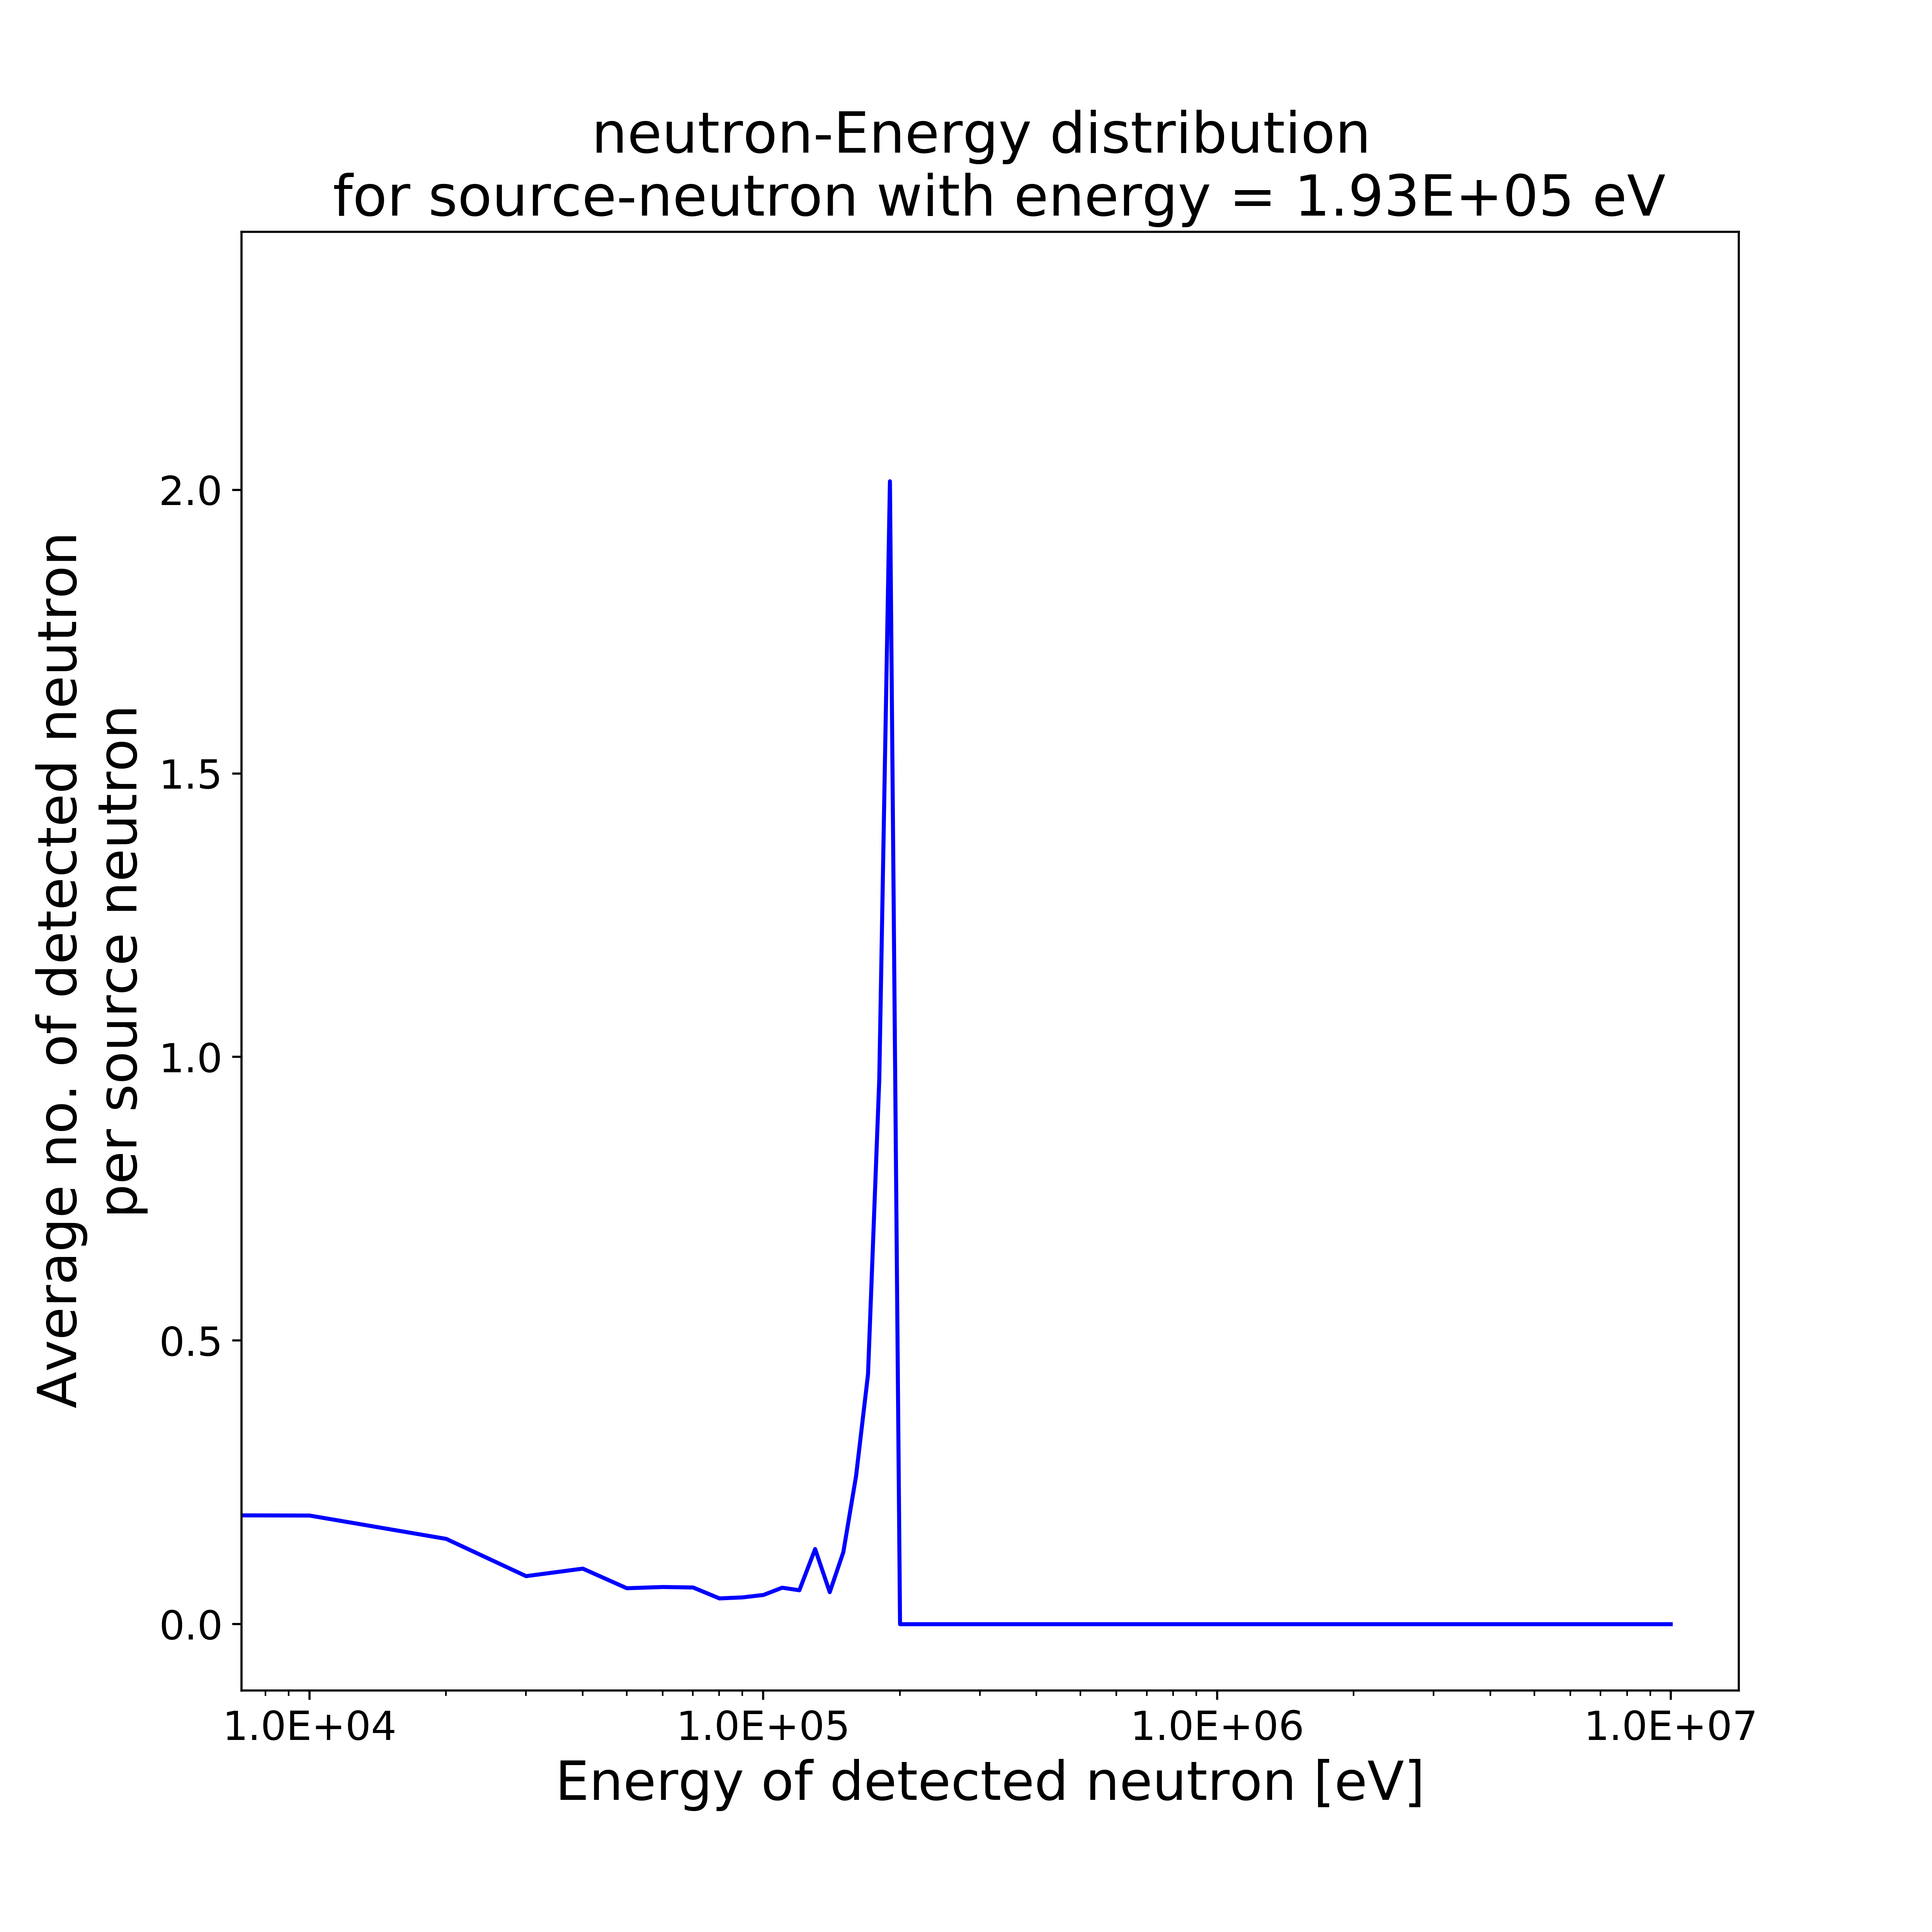 neutron-Energy distribution
for source-neutron with energy = 1.93E+05 eV
Average no. of detected neutron
per source neutron
2.0
1.5
1.0
0.5
0.0
1.0E+04
1.0E+05
1.0E+06
1.0E+07
Energy of detected neutron [eV]